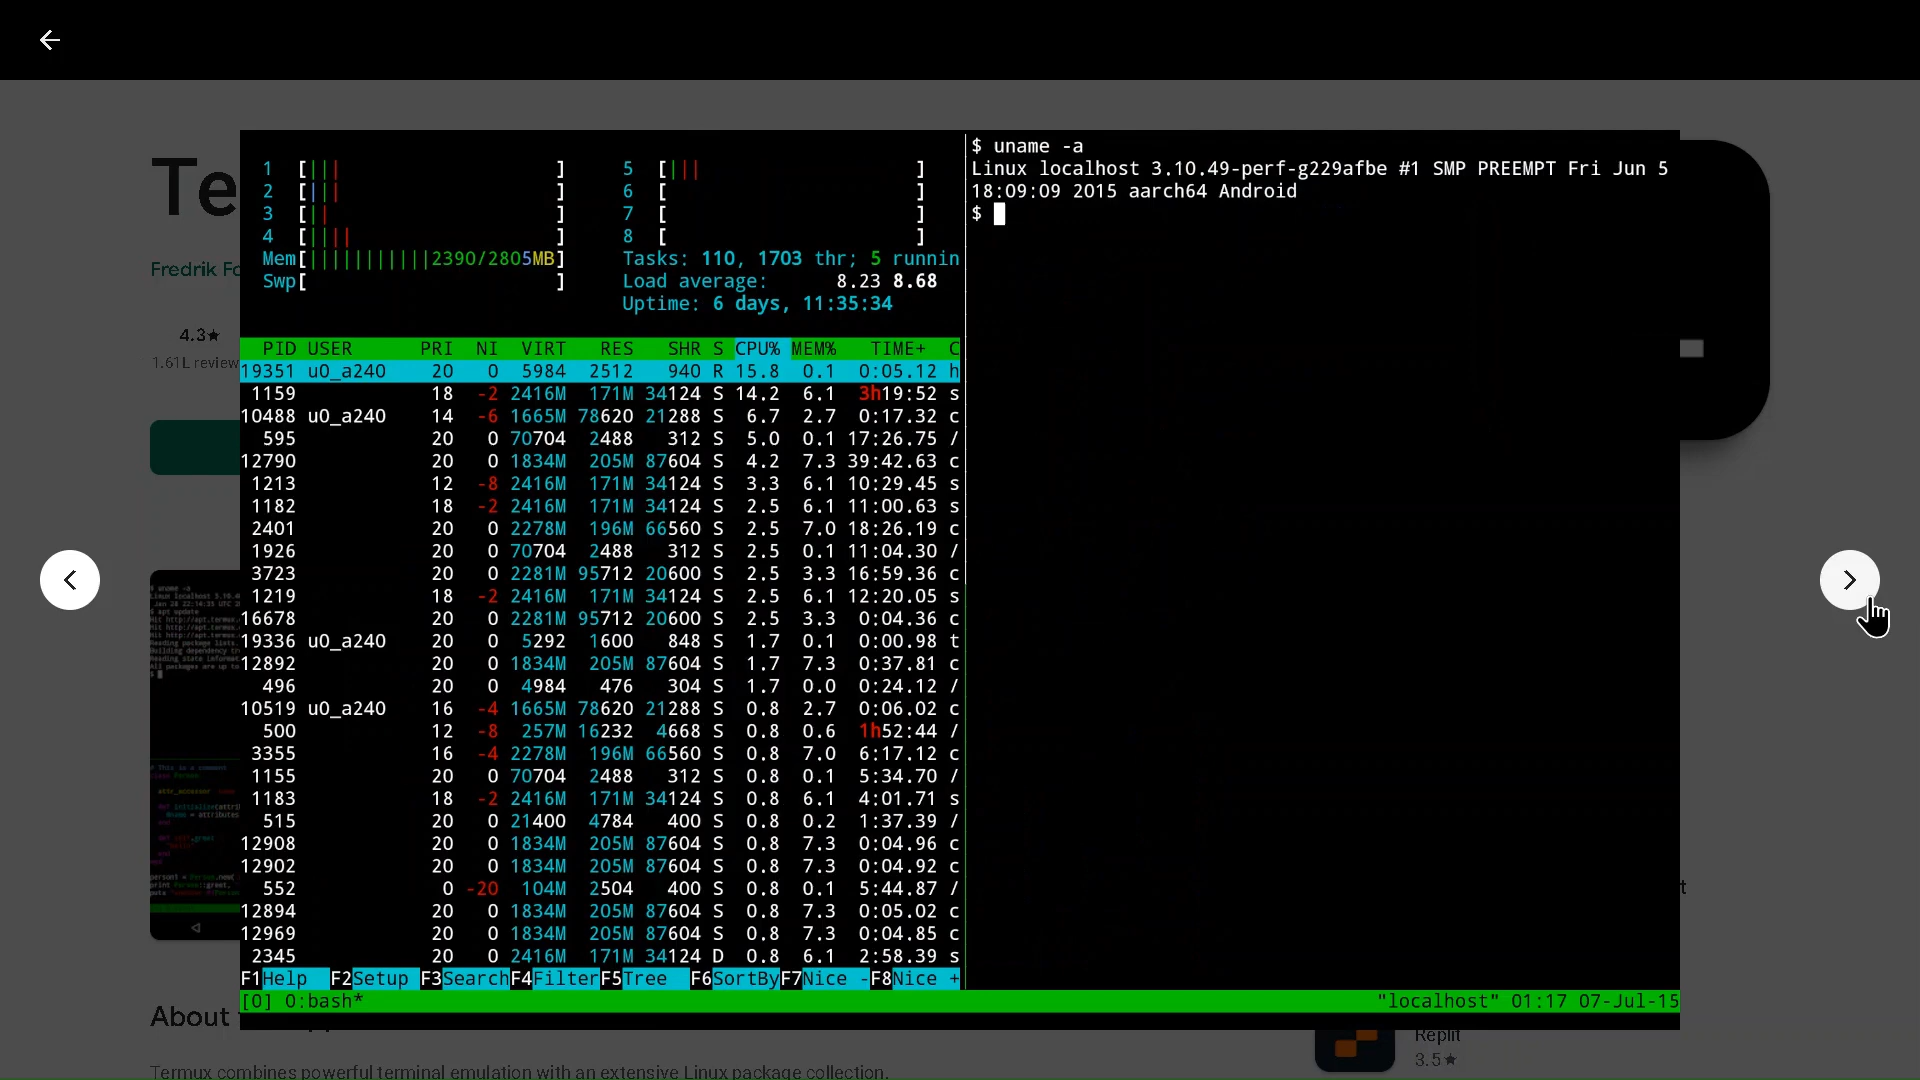 Te
Fredrik Fo
4.3★
1.61L review
1 [||| ] 5 [||| ]
2 [||| ] 6 [ ]
3 [|| ] 7 [ ]
4 [|||| ] 8 [ ]
Mem[|||||||||||2390/2805MB] Tasks: 110, 1703 thr; 5 runnin
Swp[ ] Load average: 8.23 8.68
Uptime: 6 days, 11:35:34
PID USER PRI NI VIRT RES SHR S CPU% MEM% TIME+ C
19351 u0_a240 20 0 5984 2512 940 R 15.8 0.1 0:05.12 h
1159 18 -2 2416M 171M 34124 S 14.2 6.1 3h19:52 s
10488 u0_a240 14 -6 1665M 78620 21288 S 6.7 2.7 0:17.32 c
595 20 0 70704 2488 312 S 5.0 0.1 17:26.75 /
12790 20 0 1834M 205M 87604 S 4.2 7.3 39:42.63 c
1213 12 -8 2416M 171M 34124 S 3.3 6.1 10:29.45 s
1182 18 -2 2416M 171M 34124 S 2.5 6.1 11:00.63 s
2401 20 0 2278M 196M 66560 S 2.5 7.0 18:26.19 c
1926 20 0 70704 2488 312 S 2.5 0.1 11:04.30 /
3723 20 0 2281M 95712 20600 S 2.5 3.3 16:59.36 c
1219 18 -2 2416M 171M 34124 S 2.5 6.1 12:20.05 s
16678 20 0 2281M 95712 20600 S 2.5 3.3 0:04.36 c
19336 u0_a240 20 0 5292 1600 848 S 1.7 0.1 0:00.98 t
12892 20 0 1834M 205M 87604 S 1.7 7.3 0:37.81 c
496 20 0 4984 476 304 S 1.7 0.0 0:24.12 /
10519 u0_a240 16 -4 1665M 78620 21288 S 0.8 2.7 0:06.02 c
500 12 -8 257M 16232 4668 S 0.8 0.6 1h52:44 /
3355 16 -4 2278M 196M 66560 S 0.8 7.0 6:17.12 c
1155 20 0 70704 2488 312 S 0.8 0.1 5:34.70 /
1183 18 -2 2416M 171M 34124 S 0.8 6.1 4:01.71 s
515 20 0 21400 4784 400 S 0.8 0.2 1:37.39 /
12908 20 0 1834M 205M 87604 S 0.8 7.3 0:04.96 c
12902 20 0 1834M 205M 87604 S 0.8 7.3 0:04.92 c
552 0 -20 104M 2504 400 S 0.8 0.1 5:44.87 /
12894 20 0 1834M 205M 87604 S 0.8 7.3 0:05.02 c
12969 20 0 1834M 205M 87604 S 0.8 7.3 0:04.85 c
2345 20 0 2416M 171M 34124 D 0.8 6.1 2:58.39 s
F1Help F2Setup F3SearchF4FilterF5Tree F6SortByF7Nice -F8Nice +
$ uname -a
Linux localhost 3.10.49-perf-g229afbe #1 SMP PREEMPT Fri Jun 5
18:09:09 2015 aarch64 Android
$
[0] 0:bash* "localhost" 01:17 07-Jul-15
About
Termux combines powerful terminal emulation with an extensive Linux package collection.
Replit
3.5★